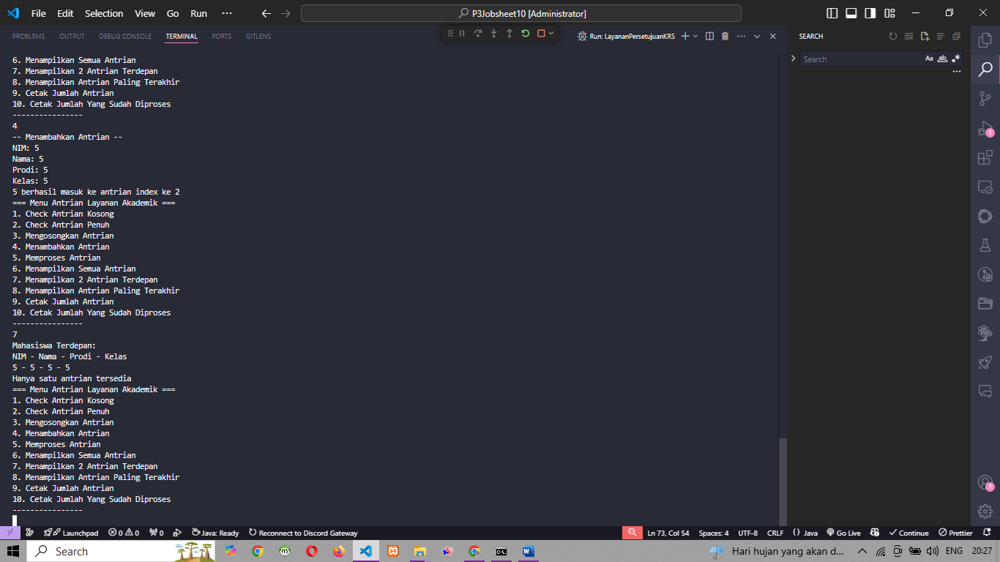 File Edit Selection View Go Run ··· P3Jobsheet10 [Administrator]
PROBLEMS OUTPUT DEBUG CONSOLE TERMINAL PORTS GITLENS Run: LayananPersetujuanKRS SEARCH
Search Aa ab
6. Menampilkan Semua Antrian
7. Menampilkan 2 Antrian Terdepan
8. Menampilkan Antrian Paling Terakhir
9. Cetak Jumlah Antrian
10. Cetak Jumlah Yang Sudah Diproses
----------------
4
-- Menambahkan Antrian --
NIM: 5
Nama: 5
Prodi: 5
Kelas: 5
5 berhasil masuk ke antrian index ke 2
=== Menu Antrian Layanan Akademik ===
1. Check Antrian Kosong
2. Check Antrian Penuh
3. Mengosongkan Antrian
4. Menambahkan Antrian
5. Memproses Antrian
6. Menampilkan Semua Antrian
7. Menampilkan 2 Antrian Terdepan
8. Menampilkan Antrian Paling Terakhir
9. Cetak Jumlah Antrian
10. Cetak Jumlah Yang Sudah Diproses
----------------
7
Mahasiswa Terdepan:
NIM - Nama - Prodi - Kelas
5 - 5 - 5 - 5
Hanya satu antrian tersedia
=== Menu Antrian Layanan Akademik ===
1. Check Antrian Kosong
2. Check Antrian Penuh
3. Mengosongkan Antrian
4. Menambahkan Antrian
5. Memproses Antrian
6. Menampilkan Semua Antrian
7. Menampilkan 2 Antrian Terdepan
8. Menampilkan Antrian Paling Terakhir
9. Cetak Jumlah Antrian
10. Cetak Jumlah Yang Sudah Diproses
----------------
1
1
Launchpad 0 0 0 Java: Ready Reconnect to Discord Gateway Ln 73, Col 54 Spaces: 4 UTF-8 CRLF {} Java Go Live Continue Prettier
Search HS Hari hujan yang akan d... ENG 20:27